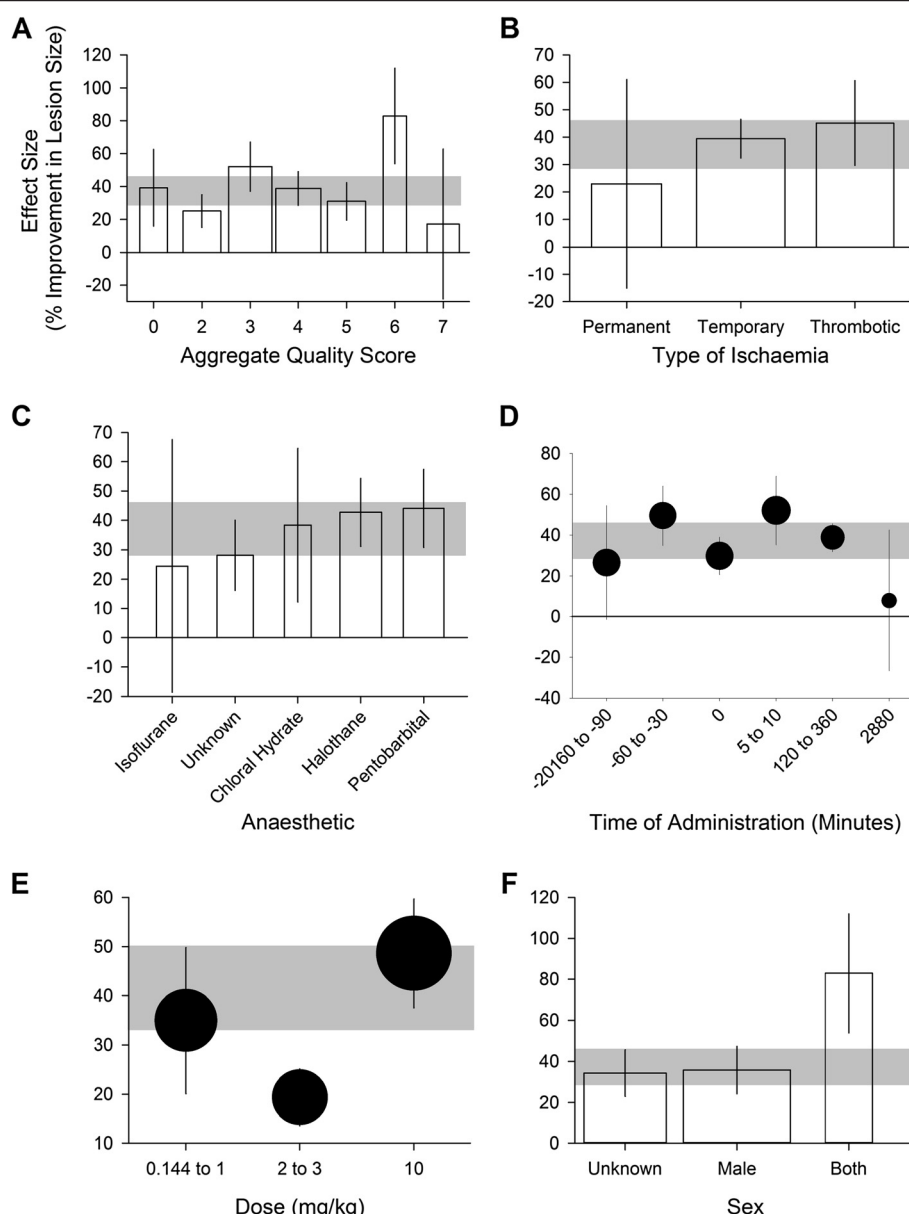 A
Effect Size
(% Improvement in Lesion Size)
120
100
80
60
40
20
0
-20
0 2 3 4 5 6 7
Aggregate Quality Score
B
70
60
50
40
30
20
10
0
-10
-20
Permanent Temporary Thrombotic
Type of Ischaemia
C
70
60
50
40
30
20
10
0
-10
-20
Isoflurane
Unknown
Chloral Hydrate
Halothane
Pentobarbital
Anaesthetic
D
80
60
40
20
0
-20
-40
-20160 to -90
-60 to -30
0
5 to 10
120 to 360
2880
Time of Administration (Minutes)
E
60
50
40
30
20
10
0.144 to 1 2 to 3 10
Dose (mg/kg)
F
120
100
80
60
40
20
0
Unknown Male Both
Sex